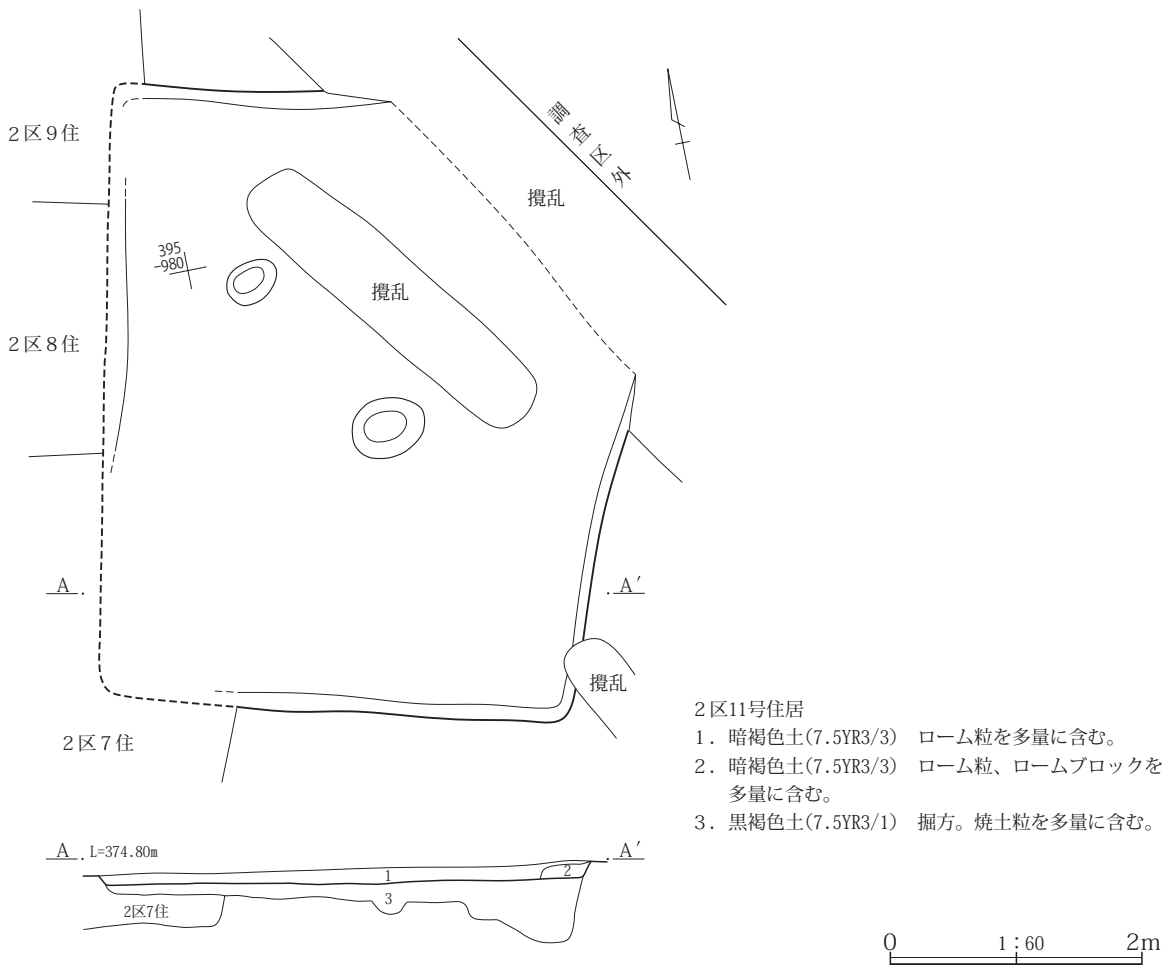 2区9住
調査区外
攪乱
395
-980
攪乱
2区8住
A
A′
攪乱
2区7住
2区11号住居
1．暗褐色土(7.5YR3/3)　ローム粒を多量に含む。
2．暗褐色土(7.5YR3/3)　ローム粒、ロームブロックを
多量に含む。
3．黒褐色土(7.5YR3/1)　掘方。焼土粒を多量に含む。
A
L=374.80m
A′
1
2
3
2区7住
0
1：60
2m